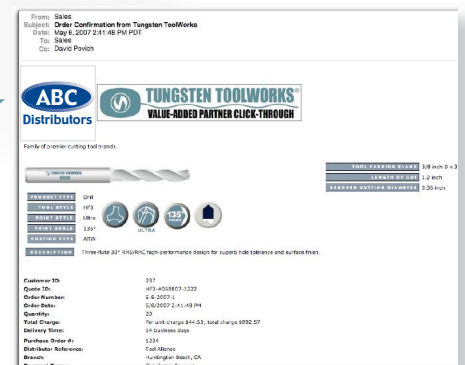 From: Sales
Subject: Order Confirmation from Tungsten ToolWorks
Date: May 8, 2007 2:41:48 PM PDT
To: Sales
Cc: David Povich
ABC
Distributors
TUNGSTEN TOOLWORKS®
VALUE-ADDED PARTNER CLICK-THROUGH
Family of premier cutting tool brands.
TOOL CARBIDE BLANK 3/8 inch D x 3
LENGTH OF CUT 1.2 inch
CUTTING DIAMETER 0.36 inch
PRODUCT TYPE Drill
TOOL STYLE HF3
POINT STYLE Ultra
POINT ANGLE 135°
COATING TYPE AlTiN
ULTRA
135°
DESCRIPTION Three-flute 30° RHS/RHC high-performance design for superb hole tolerance and surface finish.
Customer ID: 237
Quote ID: HF3-#050807-1222
Order Number: 5-8-2007-1
Order Date: 5/8/2007 2:41:48 PM
Quantity: 20
Total Charge: Per unit charge $44.63; total charge $892.57
Delivery Time: 14 business days
Purchase Order #: 1234
Distributor Reference: Tool Alliance
Branch: Huntington Beach, CA